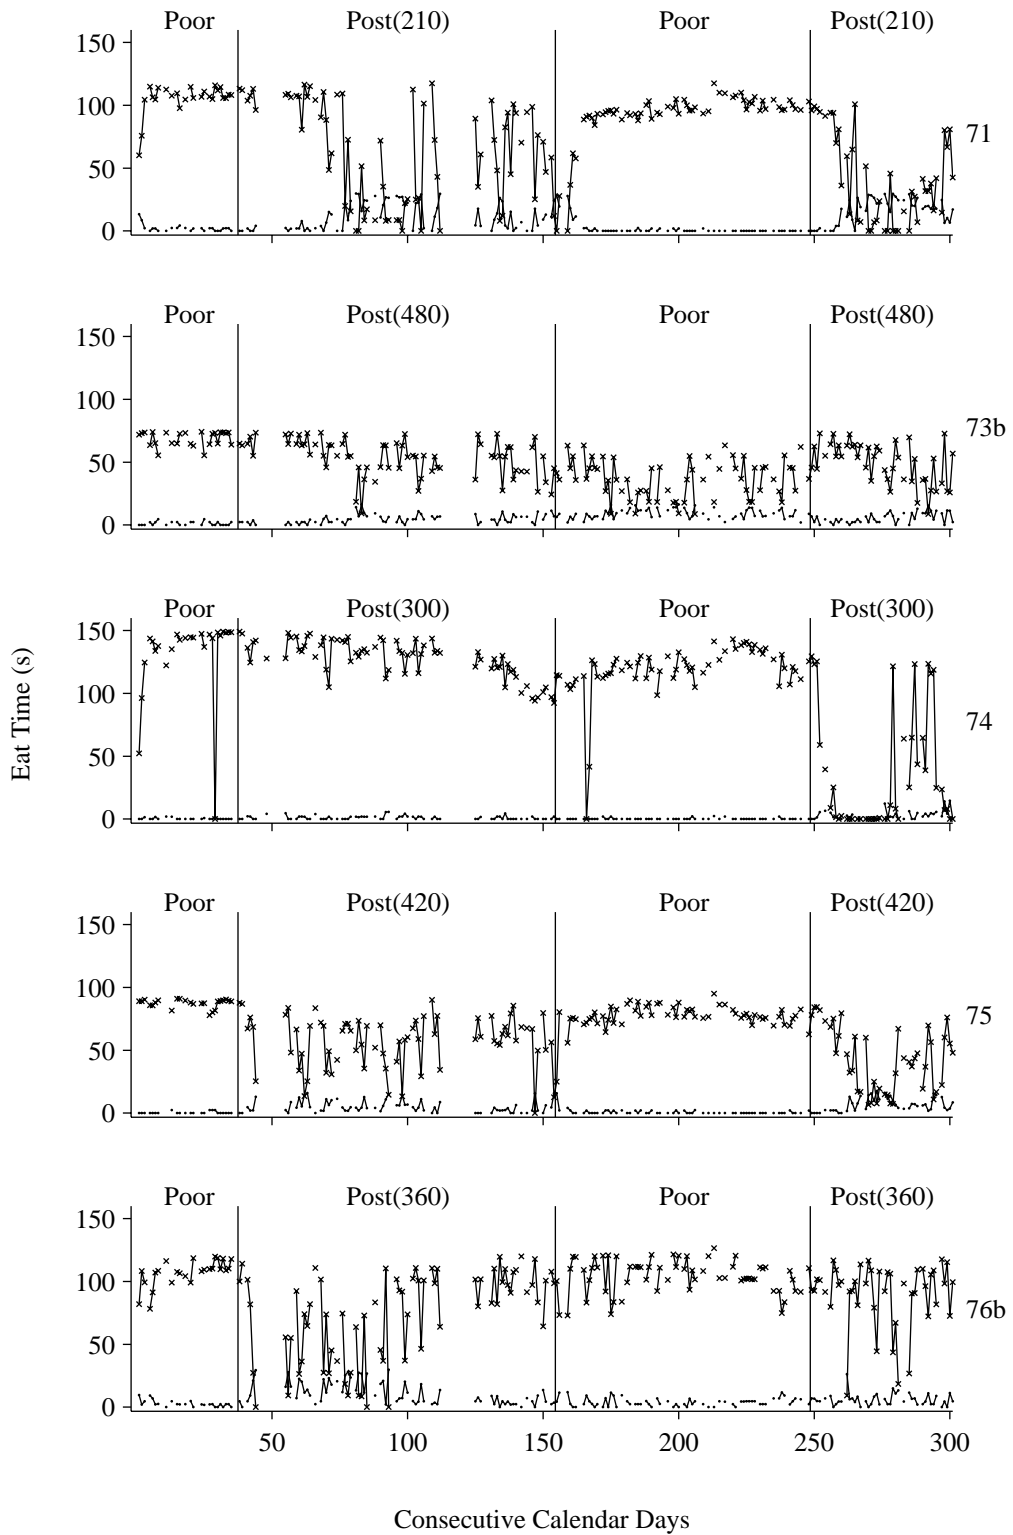 Poor Post(210) Poor Post(210)
150
100
50
0
71
Poor Post(480) Poor Post(480)
150
100
50
0
73b
Poor Post(300) Poor Post(300)
150
100
50
0
74
Eat Time (s)
Poor Post(420) Poor Post(420)
150
100
50
0
75
Poor Post(360) Poor Post(360)
150
100
50
0
76b
50 100 150 200 250 300
Consecutive Calendar Days